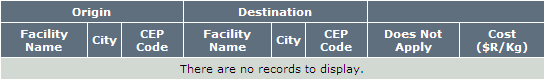 Origin Destination
Facility Name City CEP Code Facility Name City CEP Code Does Not Apply Cost ($R/Kg)
There are no records to display.